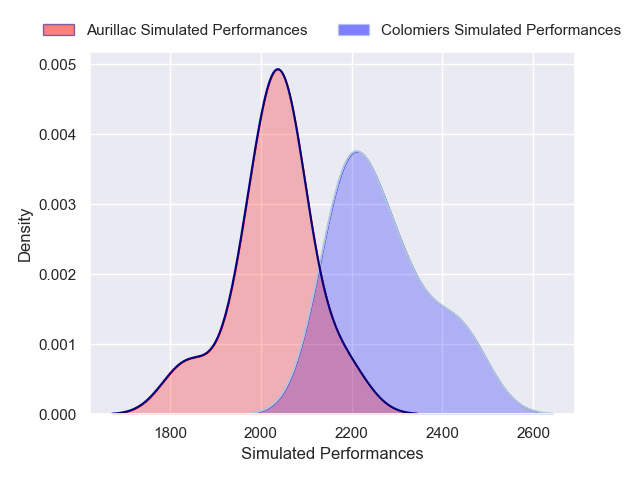 Aurillac Simulated Performances Colomiers Simulated Performances
0.005
0.004
0.003
0.002
0.001
0.000
Density
1800 2000 2200 2400 2600
Simulated Performances